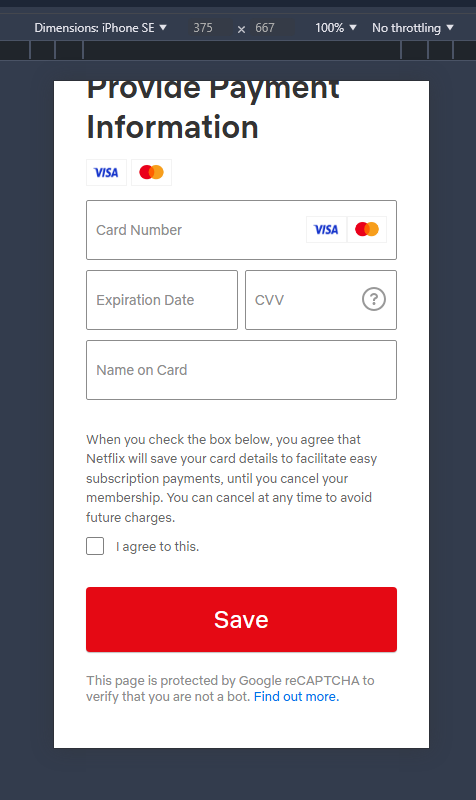 Dimensions: iPhone SE 375 × 667 100% No throttling
Provide Payment
Information
VISA
Card Number VISA
Expiration Date CVV ?
Name on Card
When you check the box below, you agree that
Netflix will save your card details to facilitate easy
subscription payments, until you cancel your
membership. You can cancel at any time to avoid
future charges.
I agree to this.
Save
This page is protected by Google reCAPTCHA to
verify that you are not a bot. Find out more.